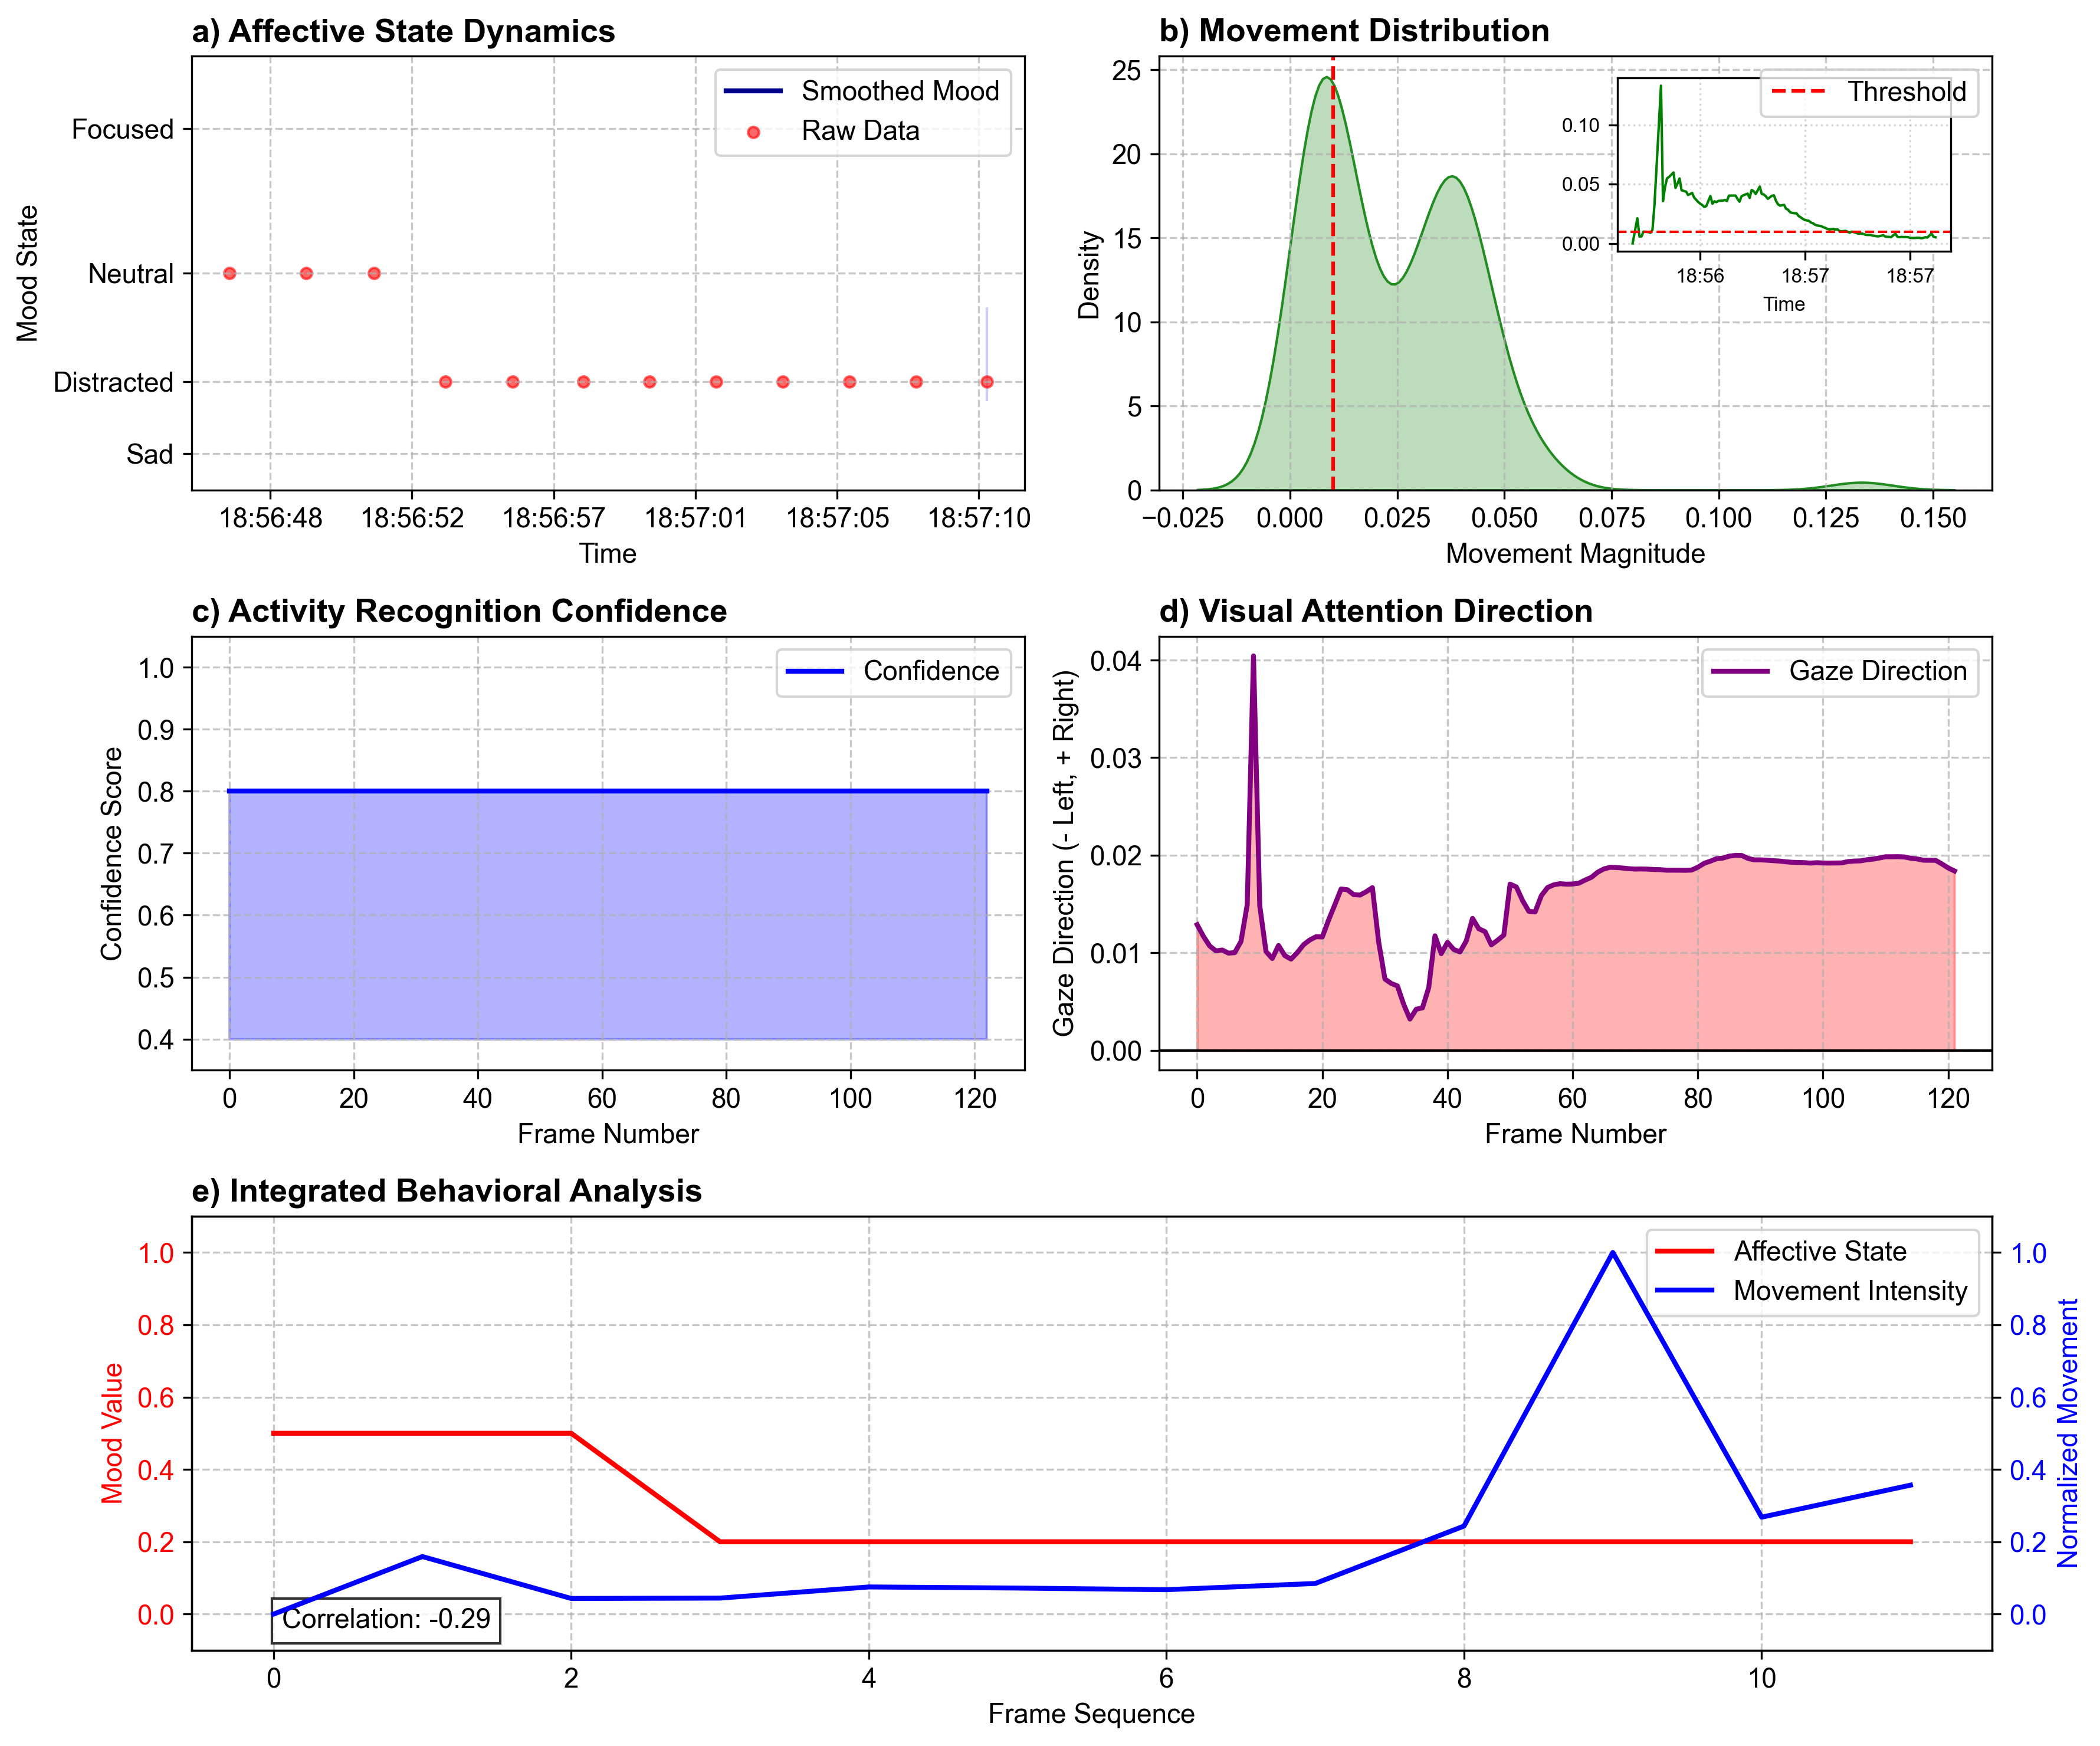 a) Affective State Dynamics
Smoothed Mood
Raw Data
Mood State
Focused
Neutral
Distracted
Sad
18:56:48 18:56:52 18:56:57 18:57:01 18:57:05 18:57:10
Time
b) Movement Distribution
Threshold
Density
25
20
15
10
5
0
0.10
0.05
0.00
18:56 18:57 18:57
Time
−0.025 0.000 0.025 0.050 0.075 0.100 0.125 0.150
Movement Magnitude
c) Activity Recognition Confidence
Confidence
Confidence Score
1.0
0.9
0.8
0.7
0.6
0.5
0.4
0 20 40 60 80 100 120
Frame Number
d) Visual Attention Direction
Gaze Direction
Gaze Direction (- Left, + Right)
0.04
0.03
0.02
0.01
0.00
0 20 40 60 80 100 120
Frame Number
e) Integrated Behavioral Analysis
Affective State
Movement Intensity
Mood Value
1.0
0.8
0.6
0.4
0.2
0.0
Correlation: -0.29
1.0
0.8
0.6
0.4
0.2
0.0
Normalized Movement
0 2 4 6 8 10
Frame Sequence